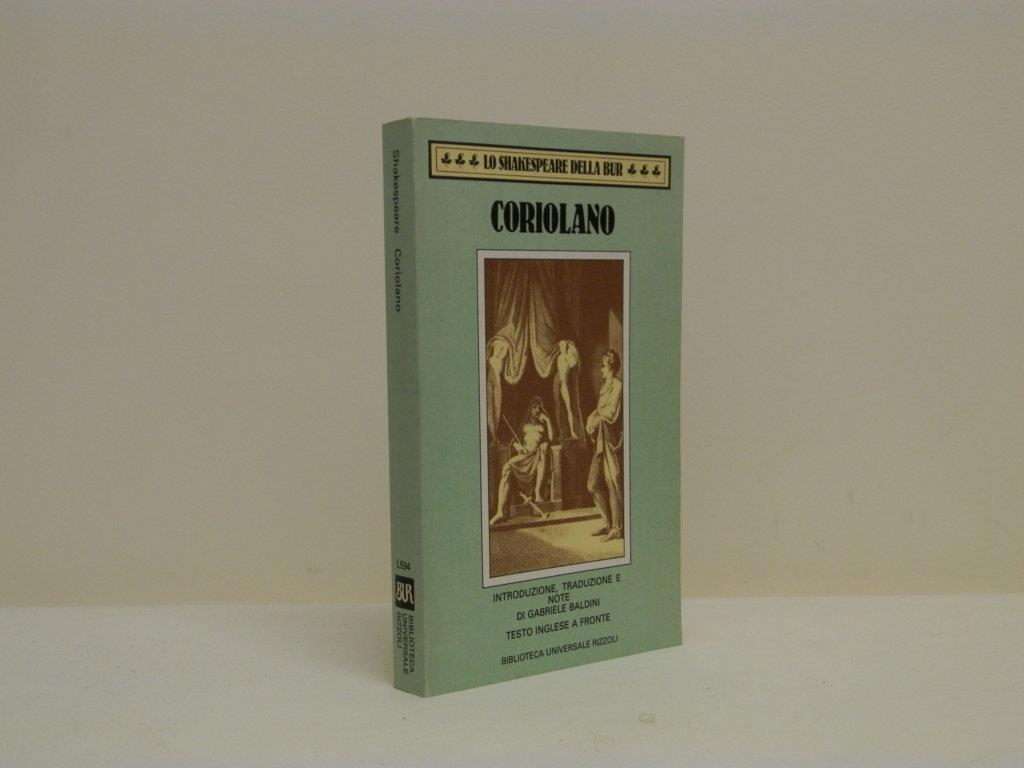 LO SHAKESPEARE DELLA BUR
CORIOLANO
INTRODUZIONE, TRADUZIONE E
NOTE
DI GABRIELE BALDINI
TESTO INGLESE A FRONTE
BIBLIOTECA UNIVERSALE RIZZOLI
Shakespeare Coriolano
L594
BUR
BIBLIOTECA
UNIVERSALE
RIZZOLI